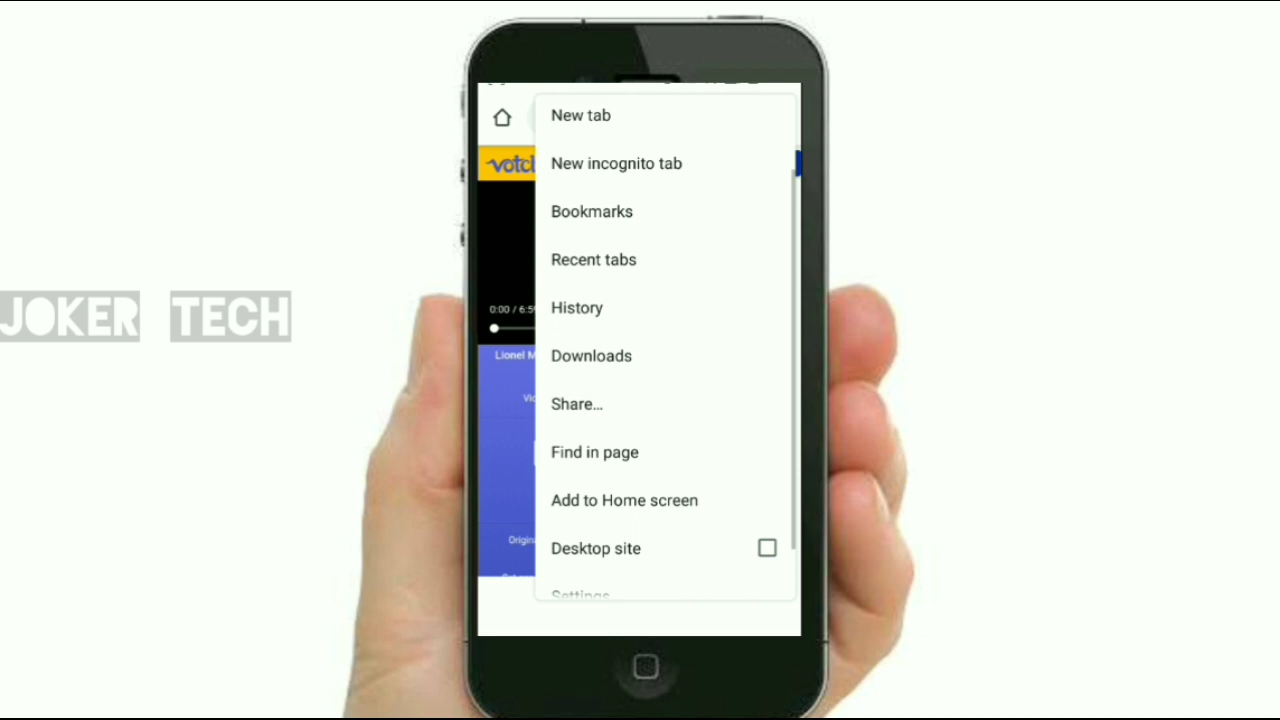 JOKER TECH
New tab
New incognito tab
Bookmarks
Recent tabs
History
Downloads
Share...
Find in page
Add to Home screen
Desktop site
Settings
0:00 / 6:5
Lionel M